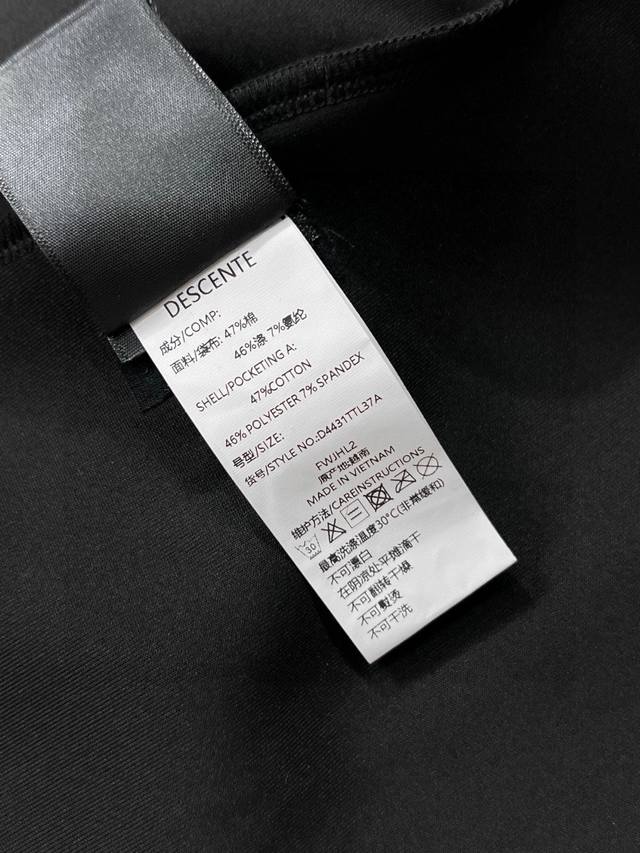 DESCENTE
成分/COMP:
面料/袋布: 47%棉
46%涤 7%氨纶
SHELL/POCKETING A:
47%COTTON
46% POLYESTER 7% SPANDEX
号型/SIZE:
货号/STYLE NO.:D4431TTL37A
FWJHL2
原产地:越南
MADE IN VIETNAM
维护方法/CAREINSTRUCTIONS
30
最高洗涤温度30°C(非常缓和)
不可漂白
在阴凉处平摊滴干
不可翻转干燥
不可熨烫
不可干洗